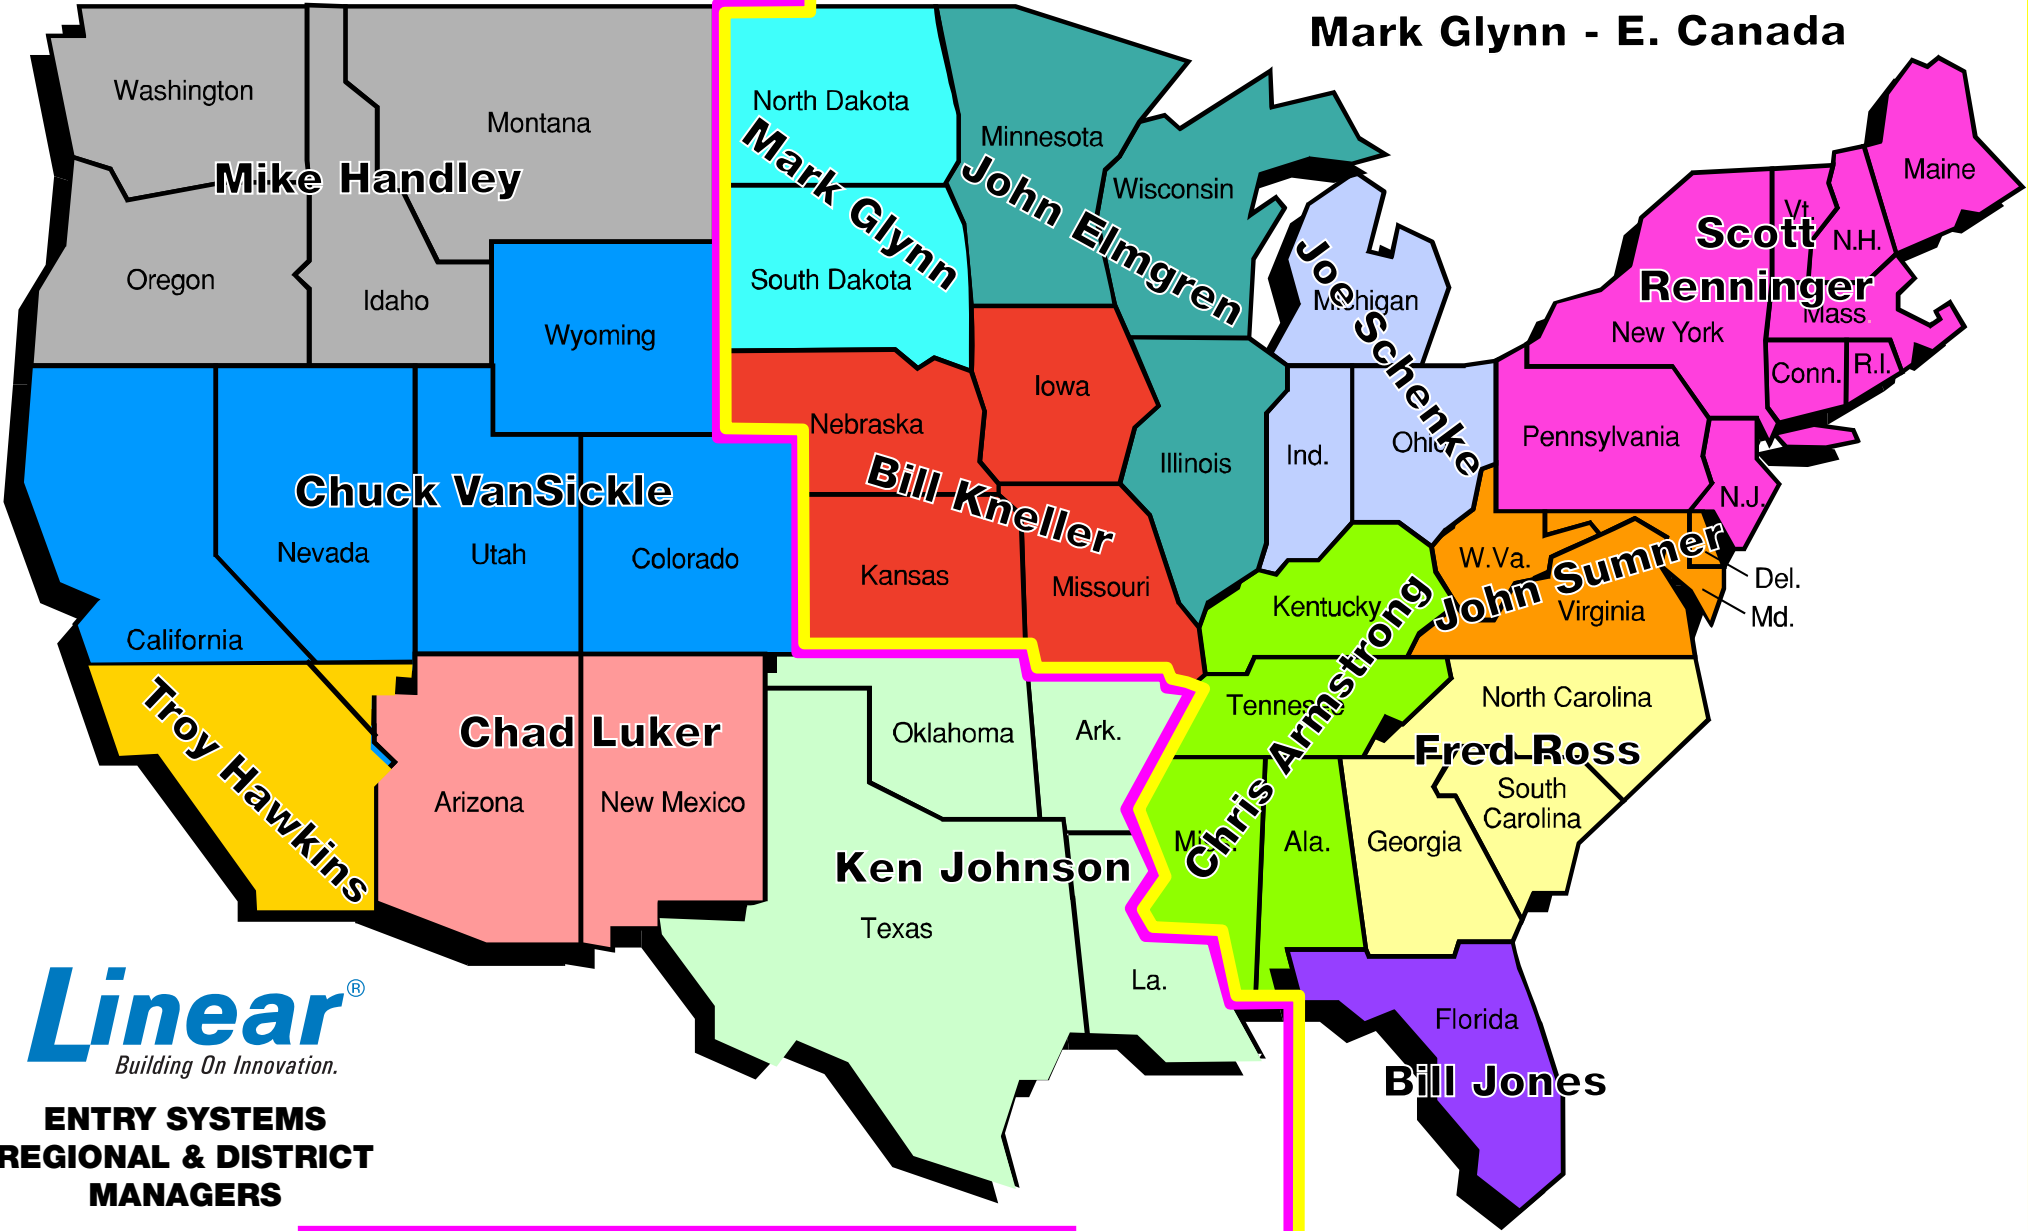 Mark Glynn - E. Canada
Washington
Montana
North Dakota
Minnesota
Mark Glynn
Mike Handley
John Elmgren
Wisconsin
Maine
Vt.
Scott
N.H.
Renninger
Mass.
New York
Oregon
Idaho
South Dakota
Joe Schenke
Michigan
Wyoming
Conn.
R.I.
Iowa
Nebraska
Illinois
Ind.
Ohio
Pennsylvania
N.J.
Chuck VanSickle
Bill Kneller
Nevada
Utah
Colorado
Kansas
Missouri
Kentucky
W.Va.
John Sumner
Virginia
Del.
Md.
California
Troy Hawkins
Chad Luker
Arizona
New Mexico
Oklahoma
Ark.
Tennessee
Chris Armstrong
North Carolina
Fred Ross
South
Carolina
Georgia
Miss.
Ala.
Ken Johnson
Texas
La.
Florida
Bill Jones
Linear®
Building On Innovation.
ENTRY SYSTEMS
REGIONAL & DISTRICT
MANAGERS